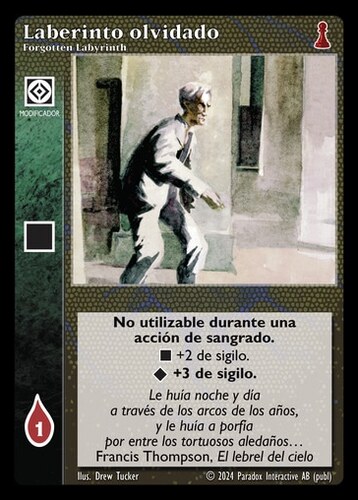 Laberinto olvidado
Forgotten Labyrinth
MODIFICADOR
No utilizable durante una
acción de sangrado.
+2 de sigilo.
+3 de sigilo.
Le huía noche y día
a través de los arcos de los años,
y le huía a porfia
por entre los tortuosos aledaños...
Francis Thompson, El lebrel del cielo
1
Ilus. Drew Tucker © 2024 Paradox Interactive AB (publ)